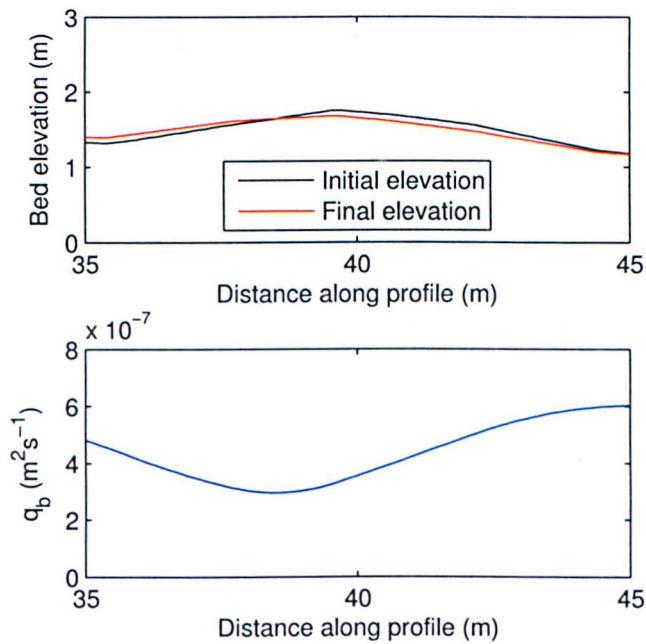 3
2
1
0
Bed elevation (m)
Initial elevation
Final elevation
35
40
45
Distance along profile (m)
x 10⁻⁷
8
6
4
2
0
q_b (m²s⁻¹)
35
40
45
Distance along profile (m)